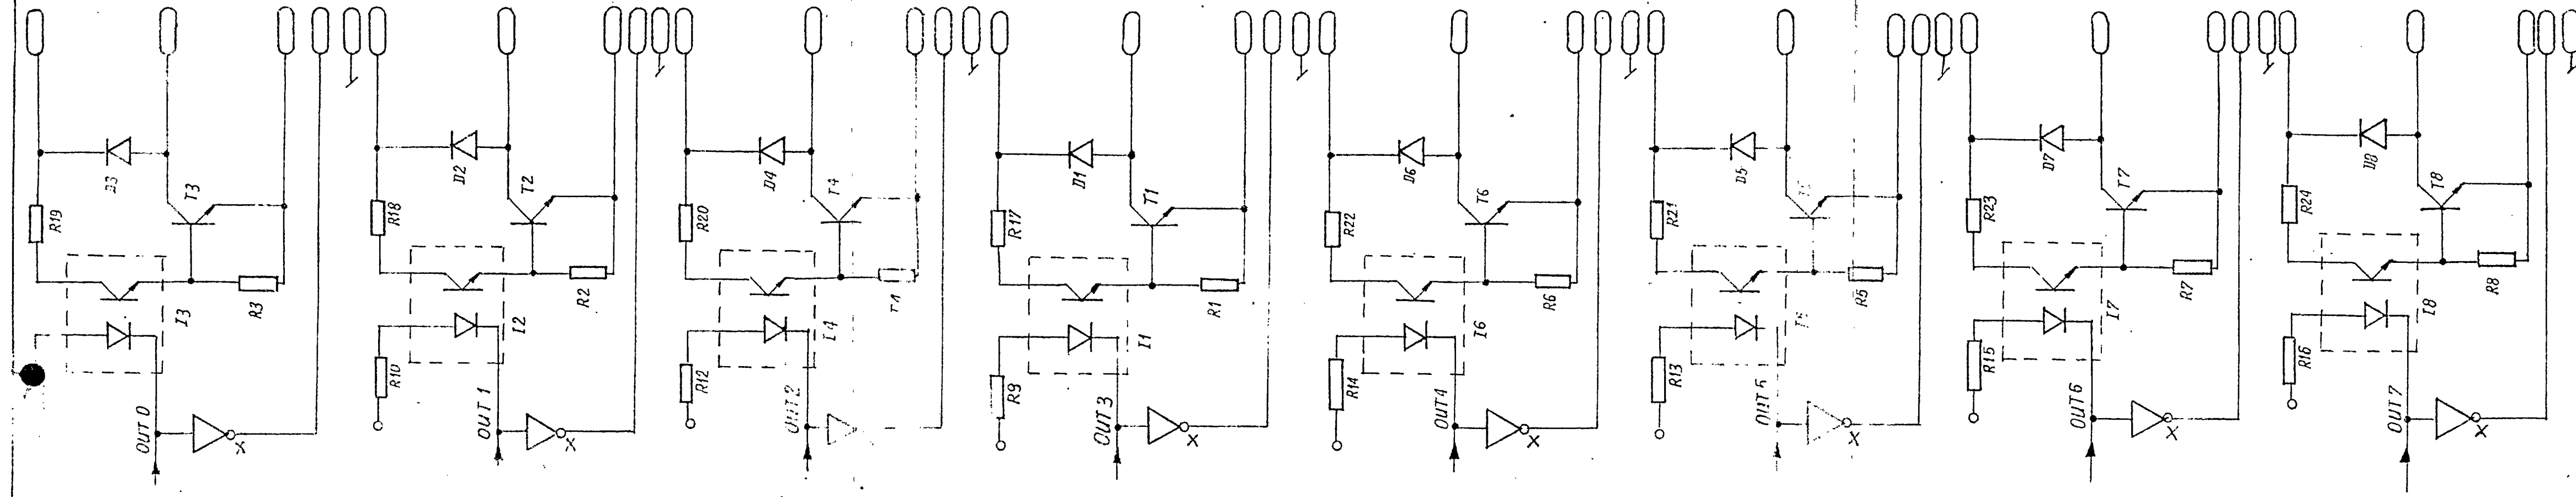 D3
T3
R19
I3
R3
OUT 0
X
D2
T2
R18
I2
R2
R10
OUT 1
X
D4
T4
R20
I4
R12
OUT2
D1
T1
R17
I1
R1
R9
OUT 3
X
D6
T6
R22
I6
R6
R14
OUT4
X
D5
R21
R5
R13
OUT 5
X
D7
T7
R23
I7
R7
R15
OUT6
X
D8
T8
R24
I8
R8
R16
OUT7
X